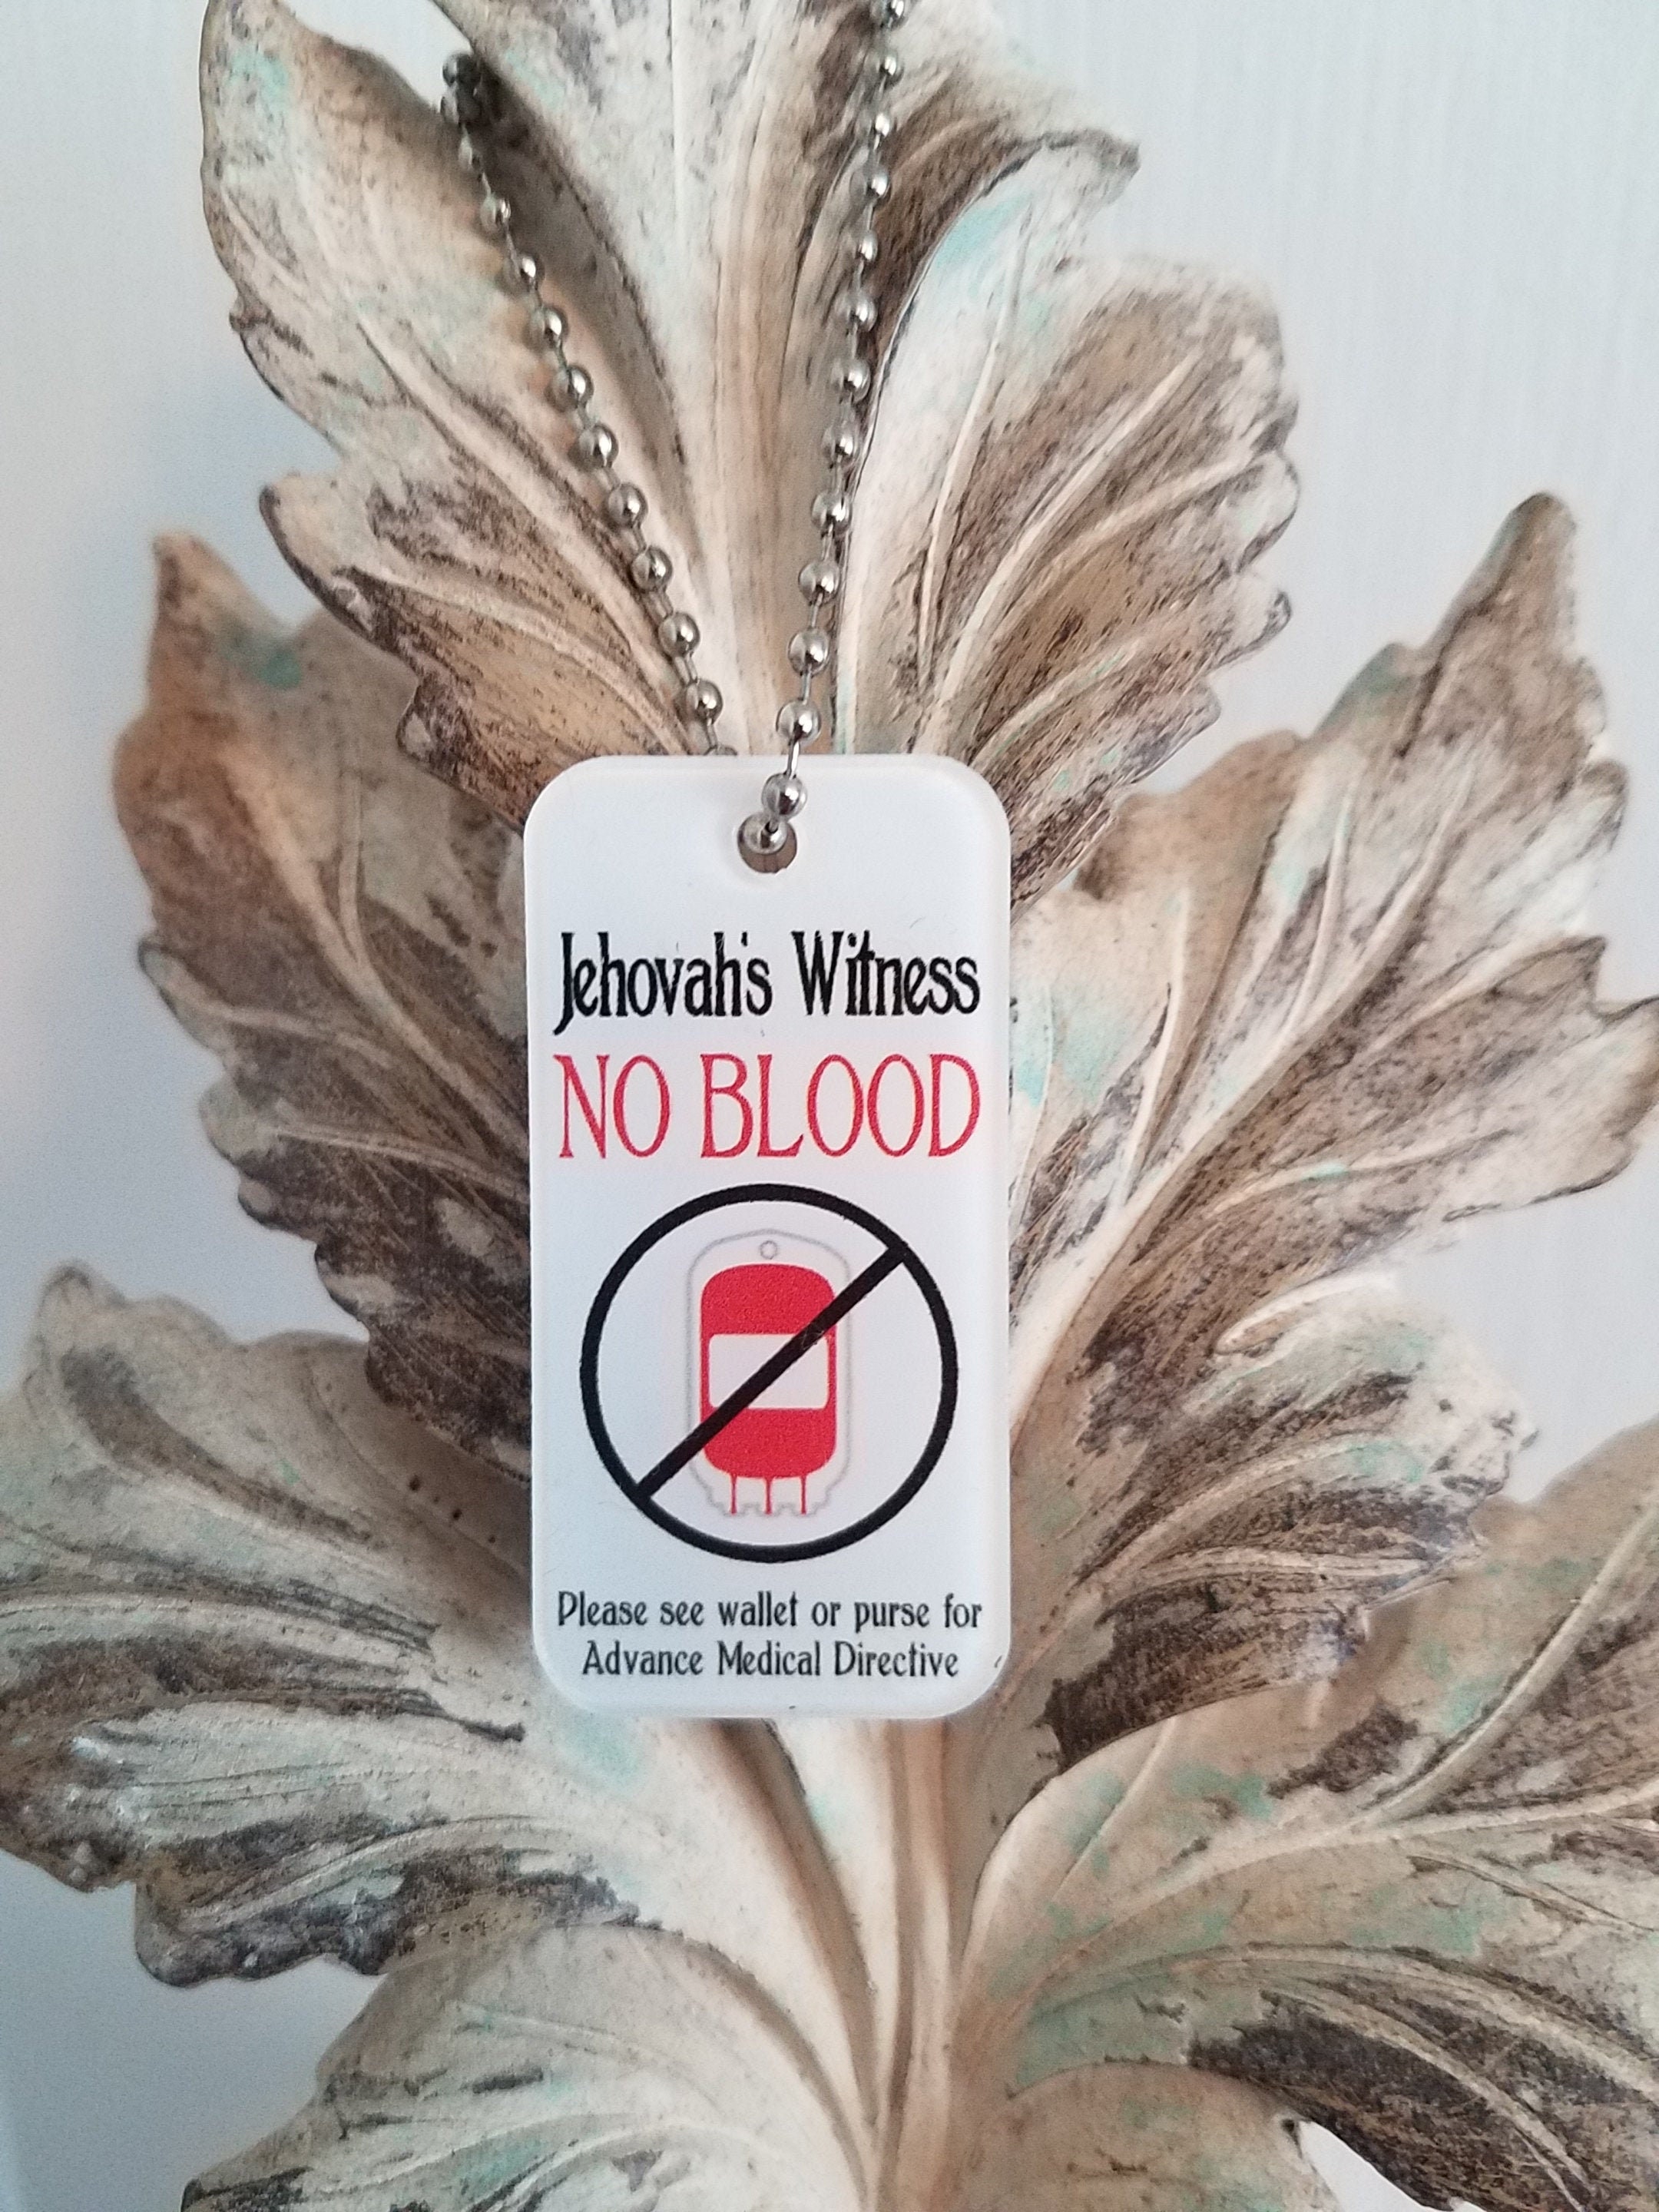 Jehovah's Witness
NO BLOOD
Please see wallet or purse for
Advance Medical Directive